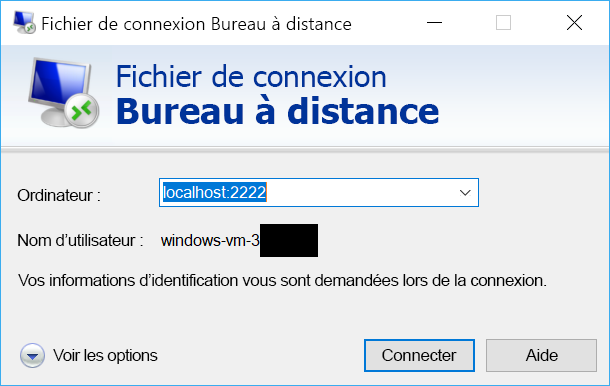 Fichier de connexion Bureau à distance
Fichier de connexion
Bureau à distance
Ordinateur :
localhost:2222
Nom d’utilisateur :
windows-vm-3
Vos informations d’identification vous sont demandées lors de la connexion.
Voir les options
Connecter
Aide